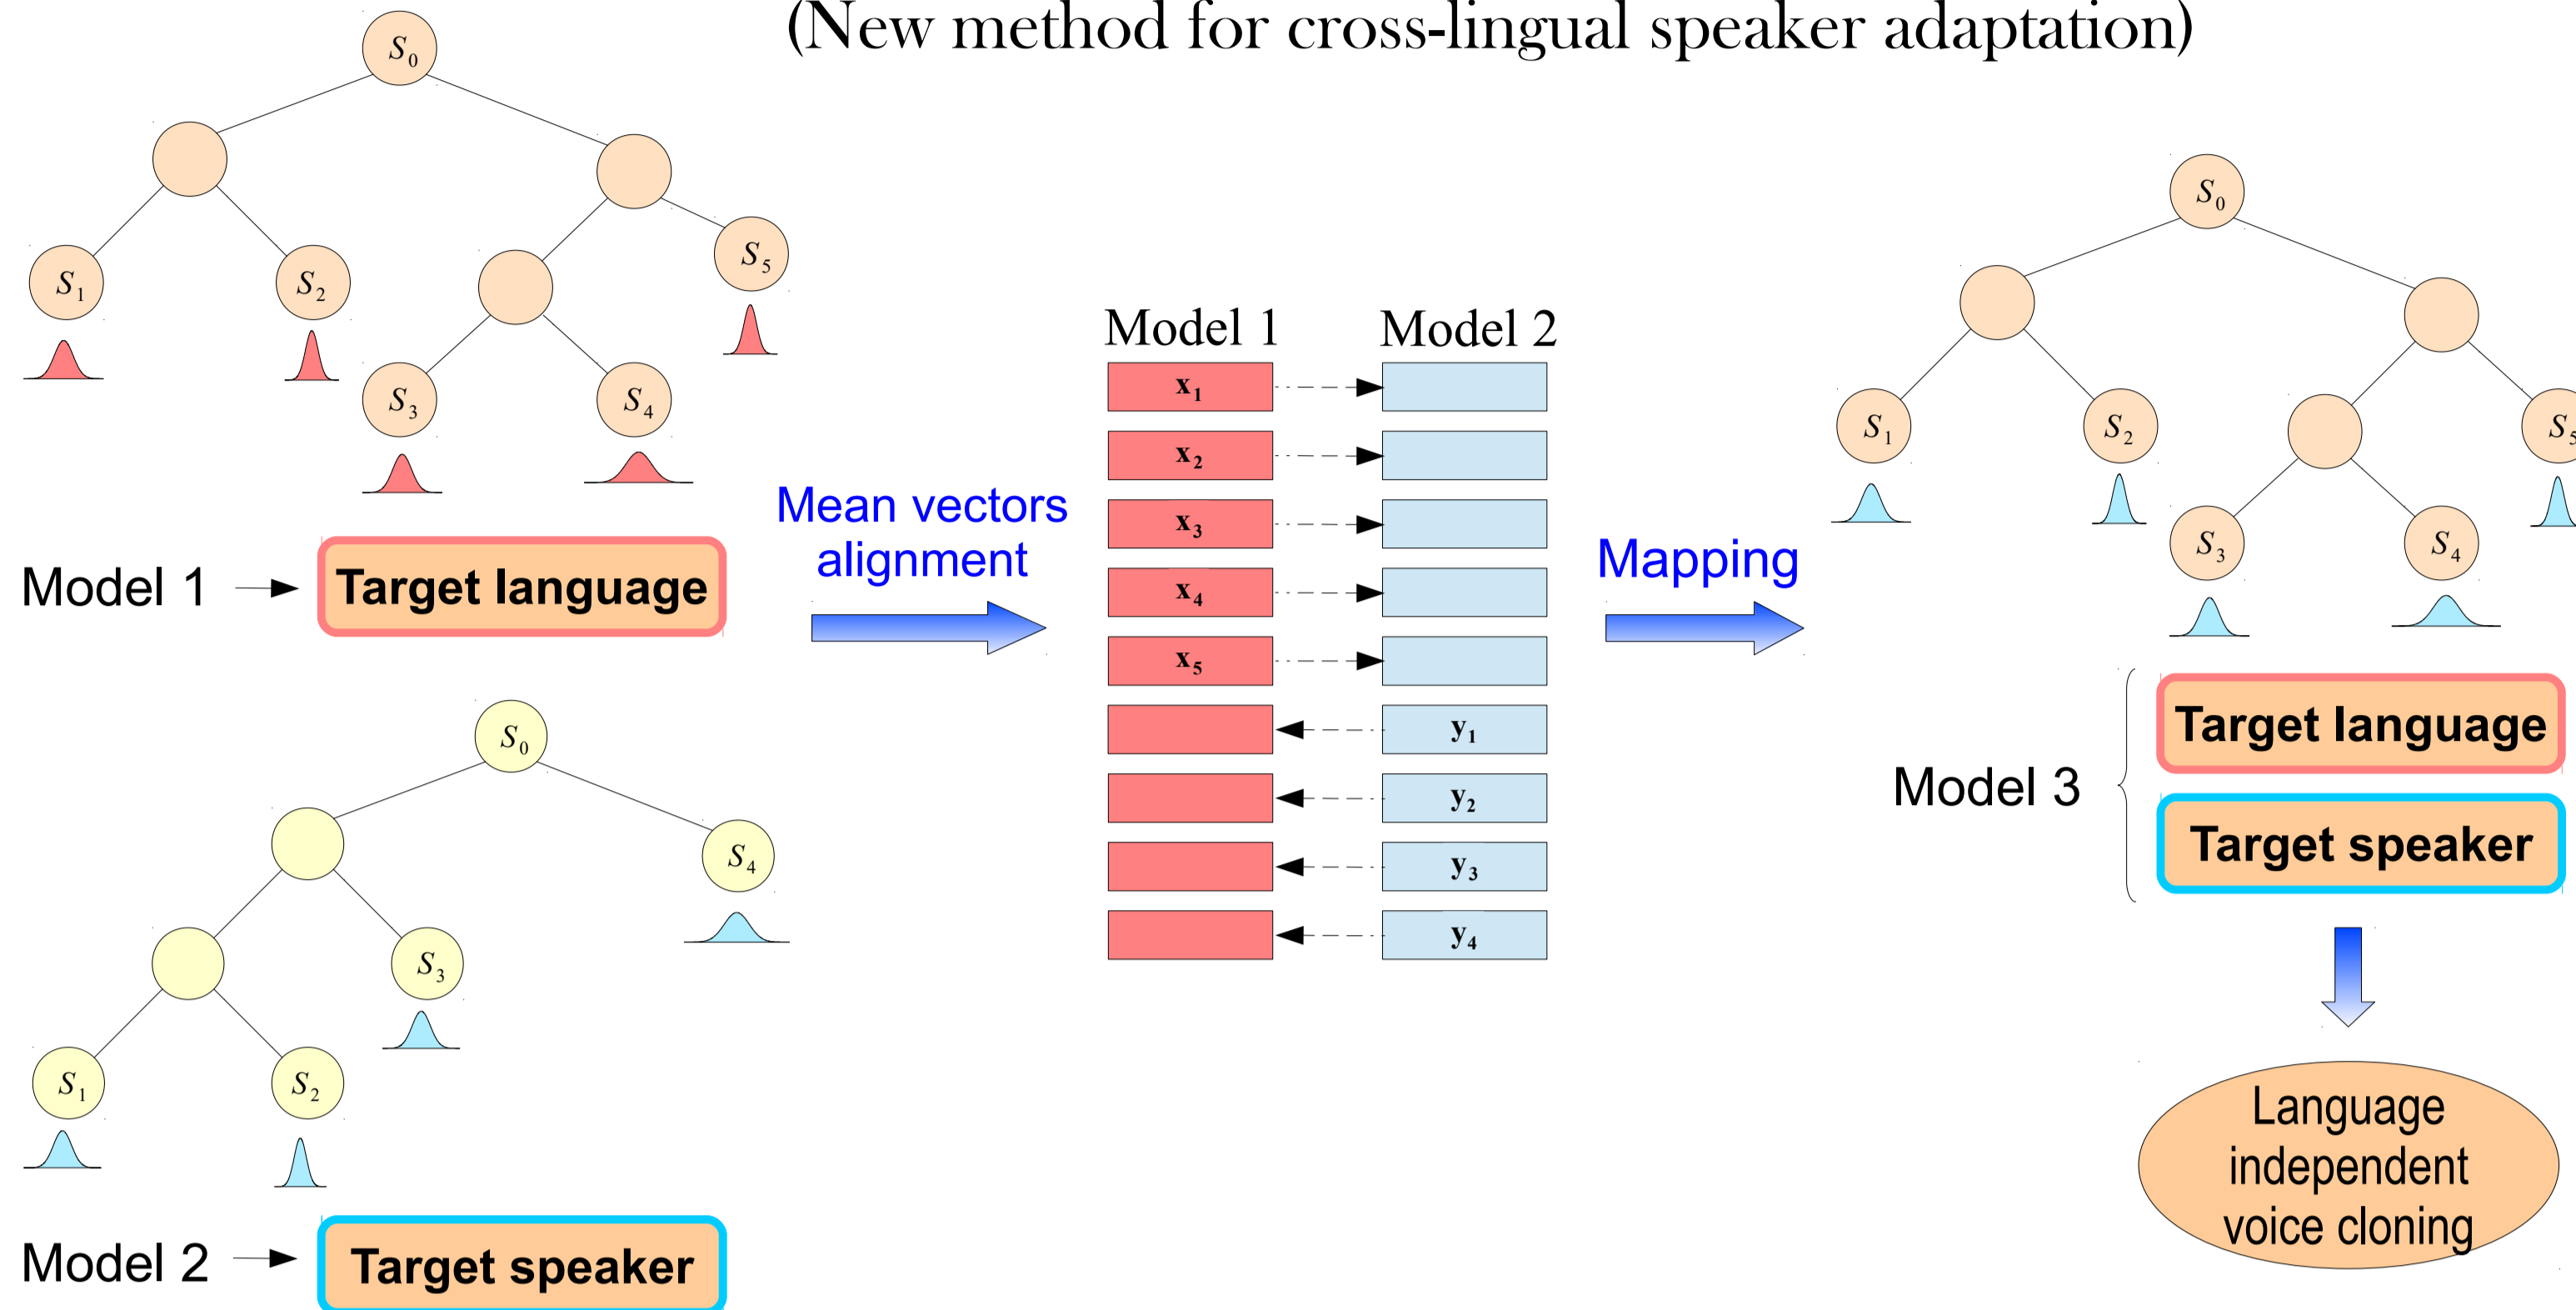 (New method for cross-lingual speaker adaptation)
S0
S1
S2
S5
S3
S4
Model 1
Target language
S0
S4
S3
S1
S2
Model 2
Target speaker
Mean vectors
alignment
Model 1 Model 2
x1
x2
x3
x4
x5
y1
y2
y3
y4
Mapping
S0
S1
S2
S5
S3
S4
Model 3
Target language
Target speaker
Language
independent
voice cloning